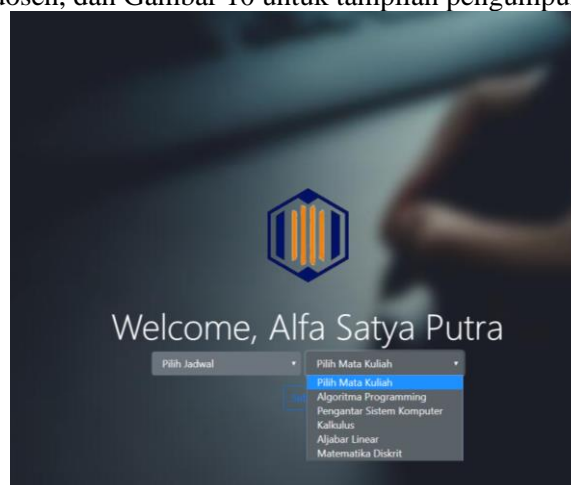 dosen, dan Gambar 10 untuk tampilan
Welcome, Alfa Satya Putra
Pilih Jadwal
Pilih Mata Kuliah
Pilih Mata Kuliah
Algoritma Programming
Pengantar Sistem Komputer
Kalkulus
Aljabar Linear
Matematika Diskrit